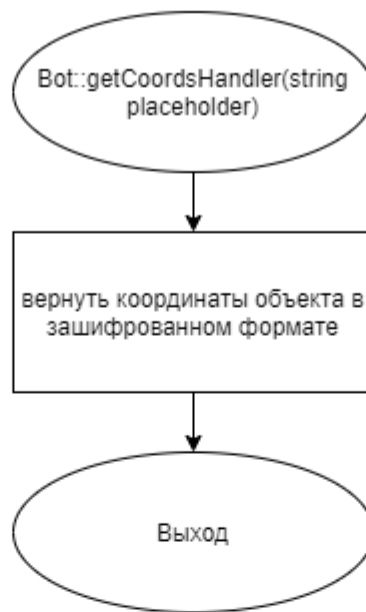 Bot::getCoordsHandler(string
placeholder)
вернуть координаты объекта в
зашифрованном формате
Выход